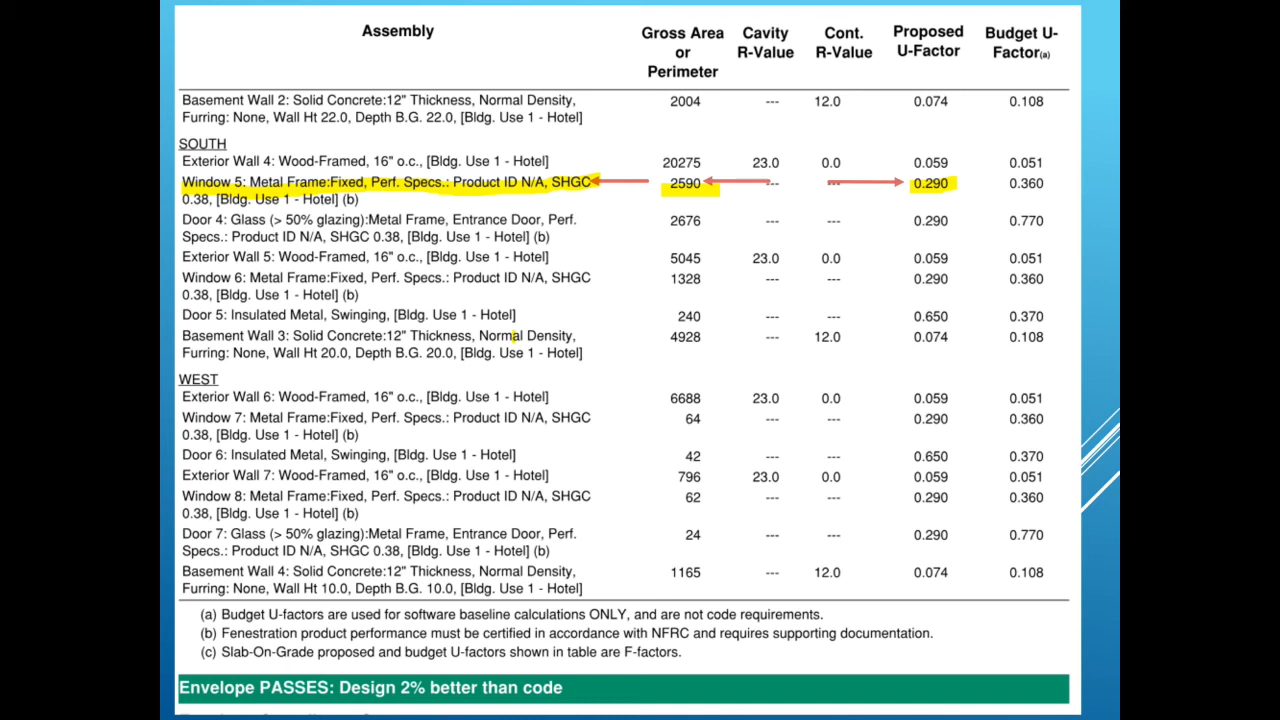 Assembly Gross Area Cavity Cont. Proposed Budget U-
or R-Value R-Value U-Factor Factor(a)
Perimeter
Basement Wall 2: Solid Concrete:12" Thickness, Normal Density, 2004 --- 12.0 0.074 0.108
Furring: None, Wall Ht 22.0, Depth B.G. 22.0, [Bldg. Use 1 - Hotel]
SOUTH
Exterior Wall 4: Wood-Framed, 16" o.c., [Bldg. Use 1 - Hotel] 20275 23.0 0.0 0.059 0.051
Window 5: Metal Frame:Fixed, Perf. Specs.: Product ID N/A, SHGC 2590 --- --- 0.290 0.360
0.38, [Bldg. Use 1 - Hotel] (b)
Door 4: Glass (> 50% glazing):Metal Frame, Entrance Door, Perf. 2676 --- --- 0.290 0.770
Specs.: Product ID N/A, SHGC 0.38, [Bldg. Use 1 - Hotel] (b)
Exterior Wall 5: Wood-Framed, 16" o.c., [Bldg. Use 1 - Hotel] 5045 23.0 0.0 0.059 0.051
Window 6: Metal Frame:Fixed, Perf. Specs.: Product ID N/A, SHGC 1328 --- --- 0.290 0.360
0.38, [Bldg. Use 1 - Hotel] (b)
Door 5: Insulated Metal, Swinging, [Bldg. Use 1 - Hotel] 240 --- --- 0.650 0.370
Basement Wall 3: Solid Concrete:12" Thickness, Normal Density, 4928 --- 12.0 0.074 0.108
Furring: None, Wall Ht 20.0, Depth B.G. 20.0, [Bldg. Use 1 - Hotel]
WEST
Exterior Wall 6: Wood-Framed, 16" o.c., [Bldg. Use 1 - Hotel] 6688 23.0 0.0 0.059 0.051
Window 7: Metal Frame:Fixed, Perf. Specs.: Product ID N/A, SHGC 64 --- --- 0.290 0.360
0.38, [Bldg. Use 1 - Hotel] (b)
Door 6: Insulated Metal, Swinging, [Bldg. Use 1 - Hotel] 42 --- --- 0.650 0.370
Exterior Wall 7: Wood-Framed, 16" o.c., [Bldg. Use 1 - Hotel] 796 23.0 0.0 0.059 0.051
Window 8: Metal Frame:Fixed, Perf. Specs.: Product ID N/A, SHGC 62 --- --- 0.290 0.360
0.38, [Bldg. Use 1 - Hotel] (b)
Door 7: Glass (> 50% glazing):Metal Frame, Entrance Door, Perf. 24 --- --- 0.290 0.770
Specs.: Product ID N/A, SHGC 0.38, [Bldg. Use 1 - Hotel] (b)
Basement Wall 4: Solid Concrete:12" Thickness, Normal Density, 1165 --- 12.0 0.074 0.108
Furring: None, Wall Ht 10.0, Depth B.G. 10.0, [Bldg. Use 1 - Hotel]
(a) Budget U-factors are used for software baseline calculations ONLY, and are not code requirements.
(b) Fenestration product performance must be certified in accordance with NFRC and requires supporting documentation.
(c) Slab-On-Grade proposed and budget U-factors shown in table are F-factors.
Envelope PASSES: Design 2% better than code